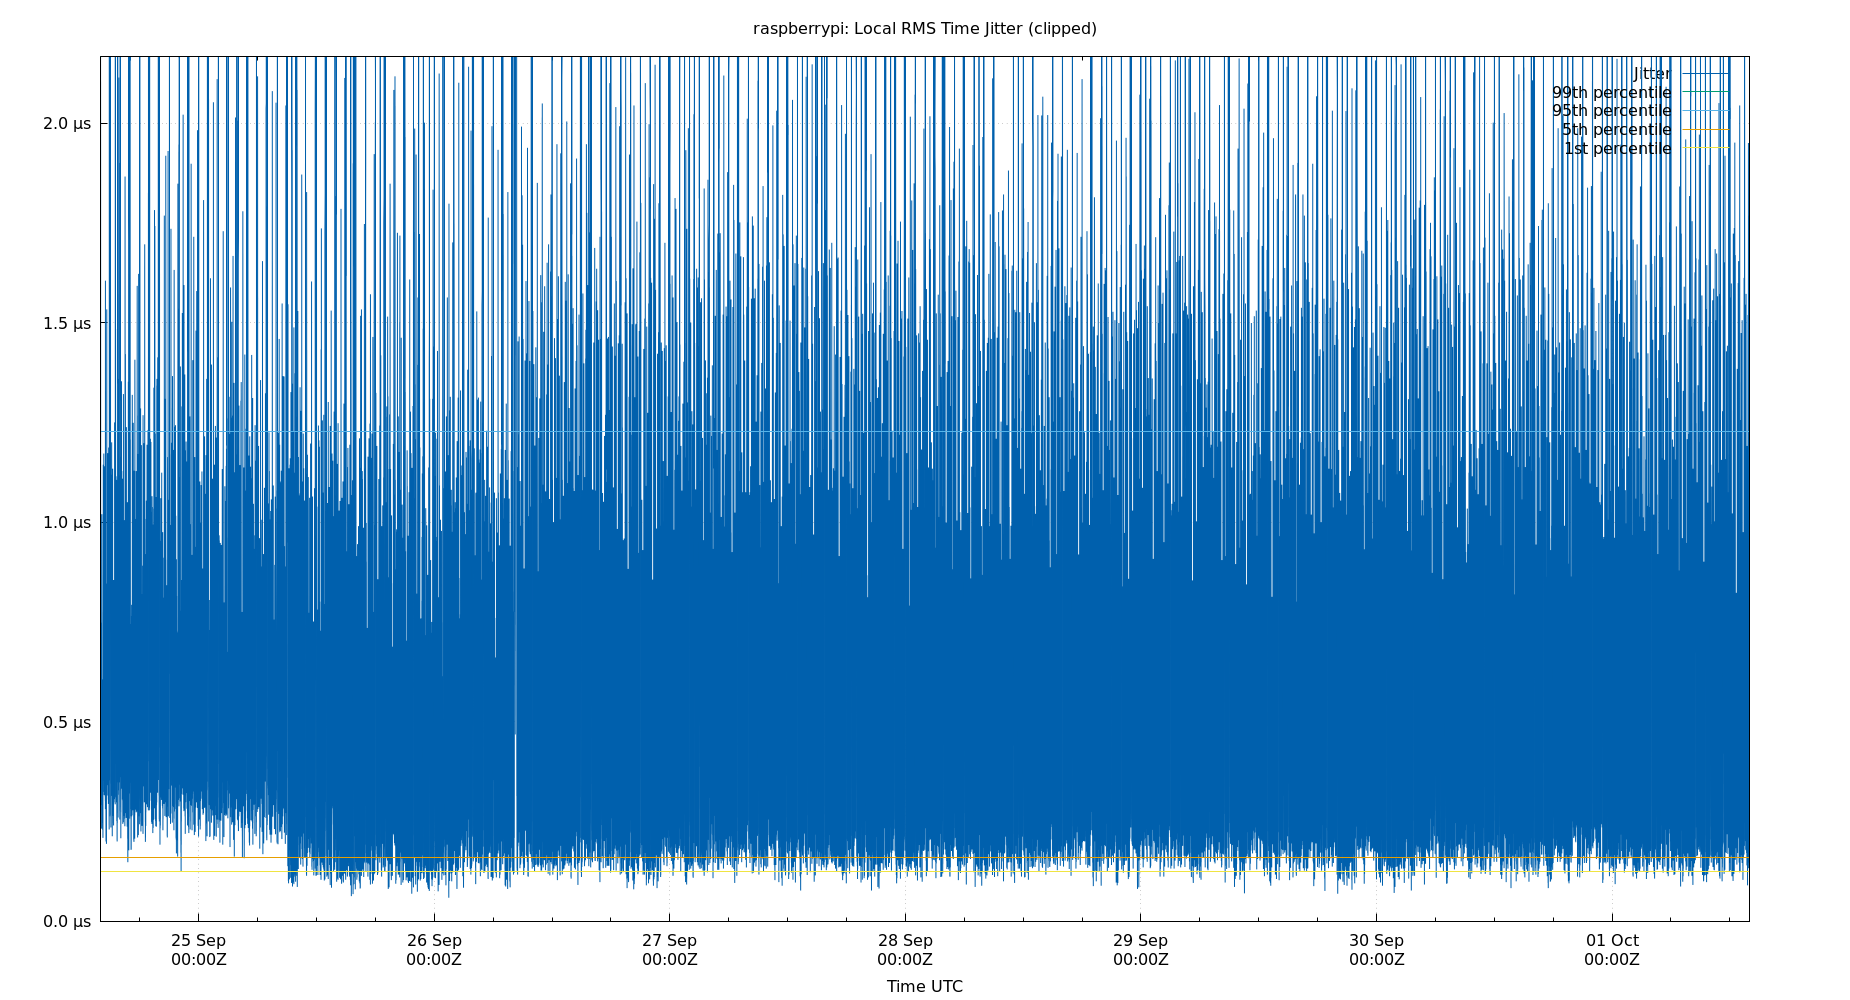 raspberrypi: Local RMS Time Jitter (clipped)
Jitter
99th percentile
95th percentile
5th percentile
1st percentile
2.0 µs
1.5 µs
1.0 µs
0.5 µs
0.0 µs
25 Sep 26 Sep 27 Sep 28 Sep 29 Sep 30 Sep 01 Oct
00:00Z 00:00Z 00:00Z 00:00Z 00:00Z 00:00Z 00:00Z
Time UTC